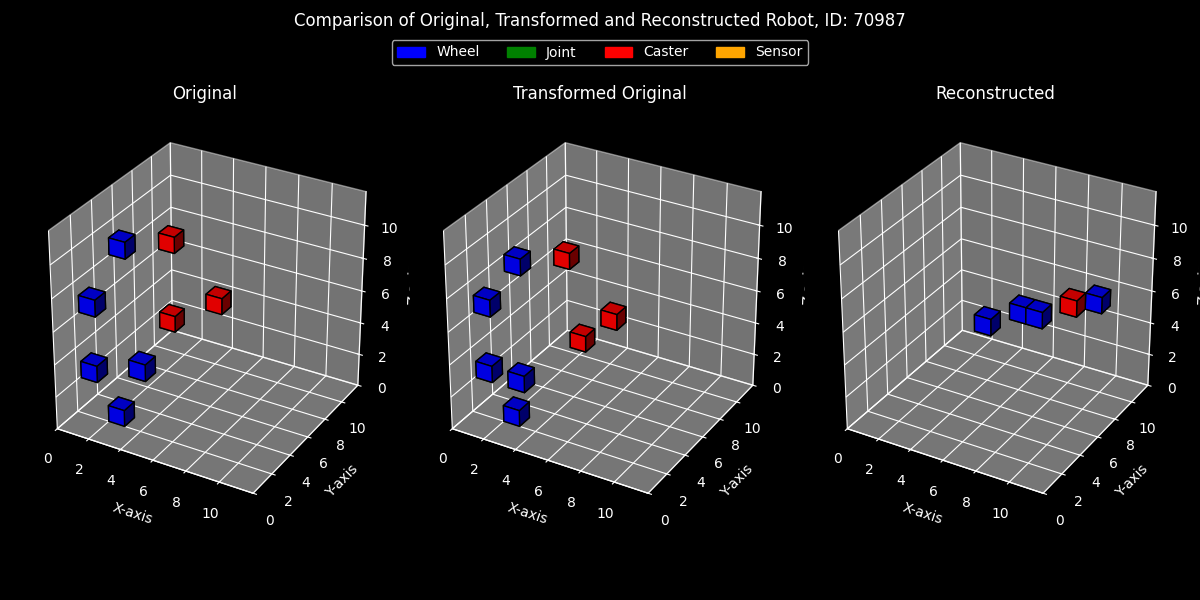 Comparison of Original, Transformed and Reconstructed Robot, ID: 70987
Wheel Joint Caster Sensor
Original Transformed Original Reconstructed
10 10 10
8 8 8
6 6 6
4 4 4
2 2 2
0 0 0
10 10 10
8 8 8
6 6 6
4 4 4
2 2 2
0 0 0
0 2 4 6 8 10
0 2 4 6 8 10
0 2 4 6 8 10
X-axis Y-axis X-axis Y-axis X-axis Y-axis